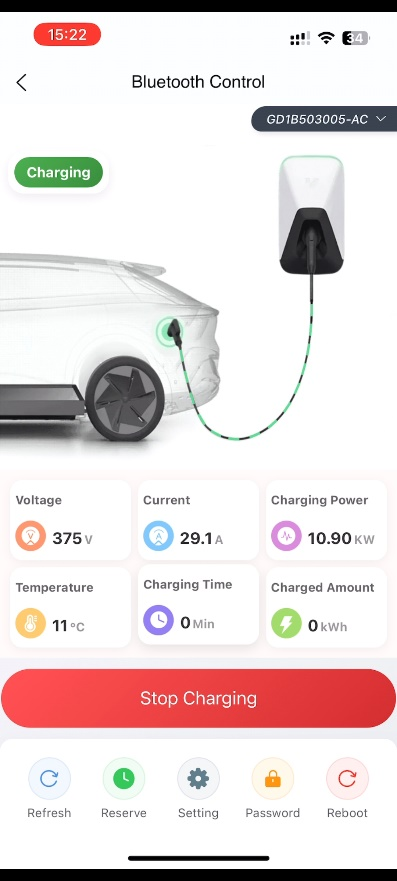 15:22
34
Bluetooth Control
GD1B503005-AC
Charging
Voltage
375 V
Current
29.1 A
Charging Power
10.90 KW
Temperature
11 °C
Charging Time
0 Min
Charged Amount
0 kWh
Stop Charging
Refresh
Reserve
Setting
Password
Reboot